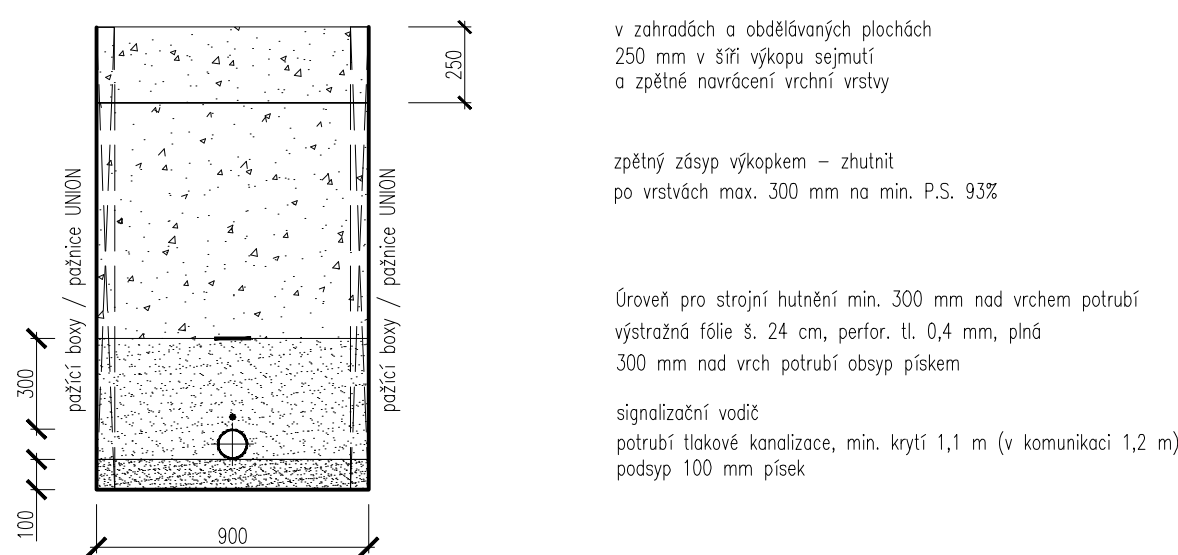 v zahradách a obdělávaných plochách
250 mm v šíři výkopu sejmutí
a zpětné navrácení vrchní vrstvy
250
zpětný zásyp výkopkem – zhutnit
po vrstvách max. 300 mm na min. P.S. 93%
pažící boxy / pažnice UNION
pažící boxy / pažnice UNION
Úroveň pro strojní hutnění min. 300 mm nad vrchem potrubí
výstražná fólie š. 24 cm, perfor. tl. 0,4 mm, plná
300 mm nad vrch potrubí obsyp pískem
300
signalizační vodič
potrubí tlakové kanalizace, min. krytí 1,1 m (v komunikaci 1,2 m)
podsyp 100 mm písek
100
900